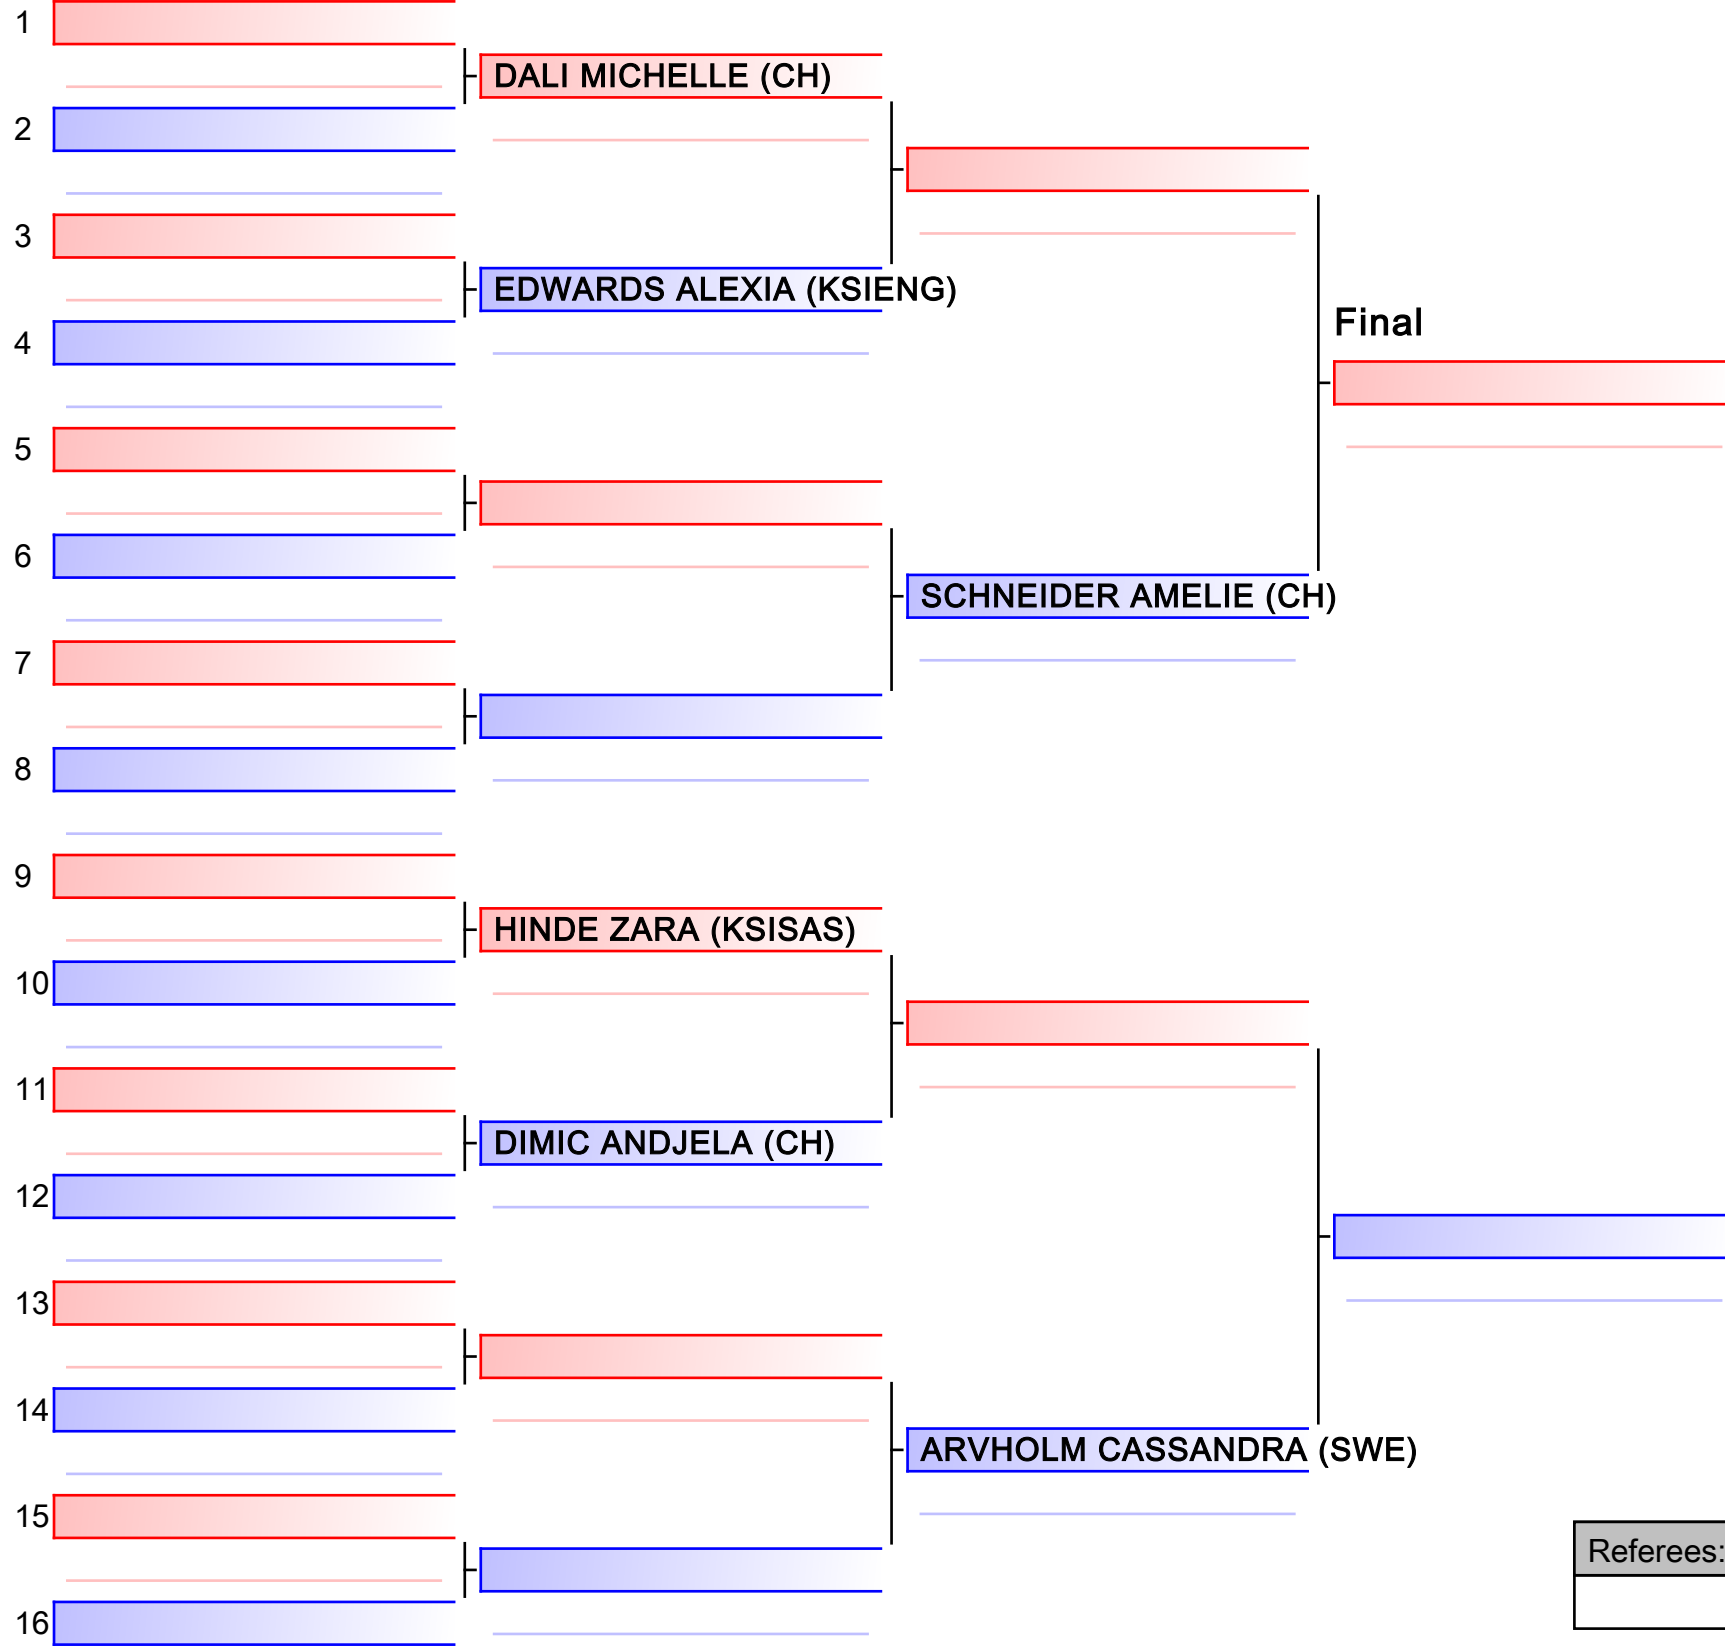 1
DALI MICHELLE (CH)
2
3
EDWARDS ALEXIA (KSIENG)
4
Final
5
6
SCHNEIDER AMELIE (CH)
7
8
9
HINDE ZARA (KSISAS)
10
11
DIMIC ANDJELA (CH)
12
13
14
ARVHOLM CASSANDRA (SWE)
15
Referees:
16